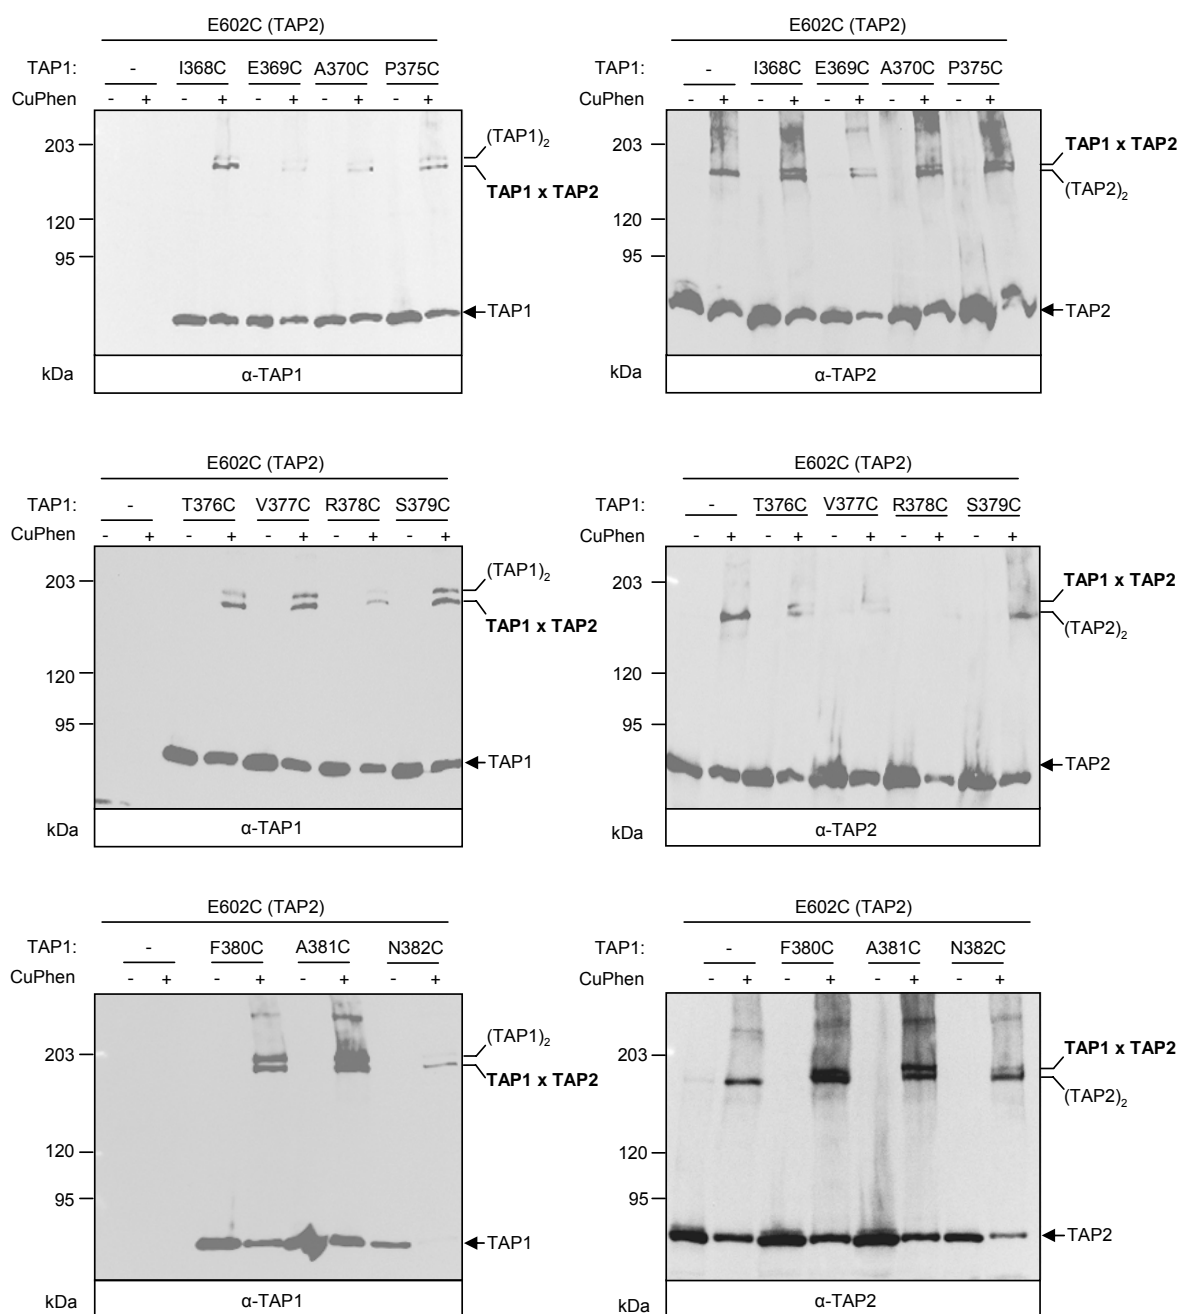 E602C (TAP2)
TAP1: - I368C E369C A370C P375C
CuPhen - + - + - + - + - +
203
120
95
(TAP1)2
TAP1 x TAP2
TAP1
kDa
α-TAP1
E602C (TAP2)
TAP1: - I368C E369C A370C P375C
CuPhen - + - + - + - + - +
203
120
95
TAP1 x TAP2
(TAP2)2
TAP2
kDa
α-TAP2
E602C (TAP2)
TAP1: - T376C V377C R378C S379C
CuPhen - + - + - + - + - +
203
120
95
(TAP1)2
TAP1 x TAP2
TAP1
kDa
α-TAP1
E602C (TAP2)
TAP1: - T376C V377C R378C S379C
CuPhen - + - + - + - + - +
203
120
95
TAP1 x TAP2
(TAP2)2
TAP2
kDa
α-TAP2
E602C (TAP2)
TAP1: - F380C A381C N382C
CuPhen - + - + - + - +
203
120
95
(TAP1)2
TAP1 x TAP2
TAP1
kDa
α-TAP1
E602C (TAP2)
TAP1: - F380C A381C N382C
CuPhen - + - + - + - +
203
120
95
TAP1 x TAP2
(TAP2)2
TAP2
kDa
α-TAP2